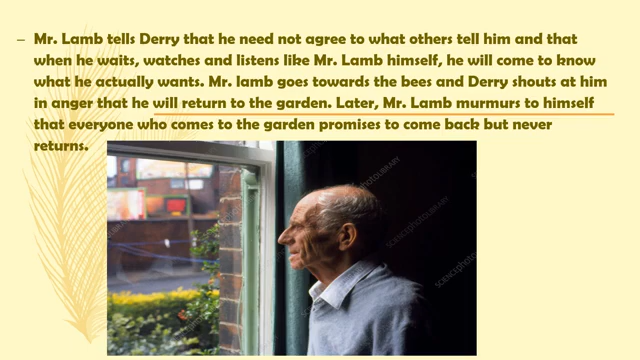 – Mr. Lamb tells Derry that he need not agree to what others tell him and that
when he waits, watches and listens like Mr. Lamb himself, he will come to know
what he actually wants. Mr. lamb goes towards the bees and Derry shouts at him
in anger that he will return to the garden. Later, Mr. Lamb murmurs to himself
that everyone who comes to the garden promises to come back but never
returns.